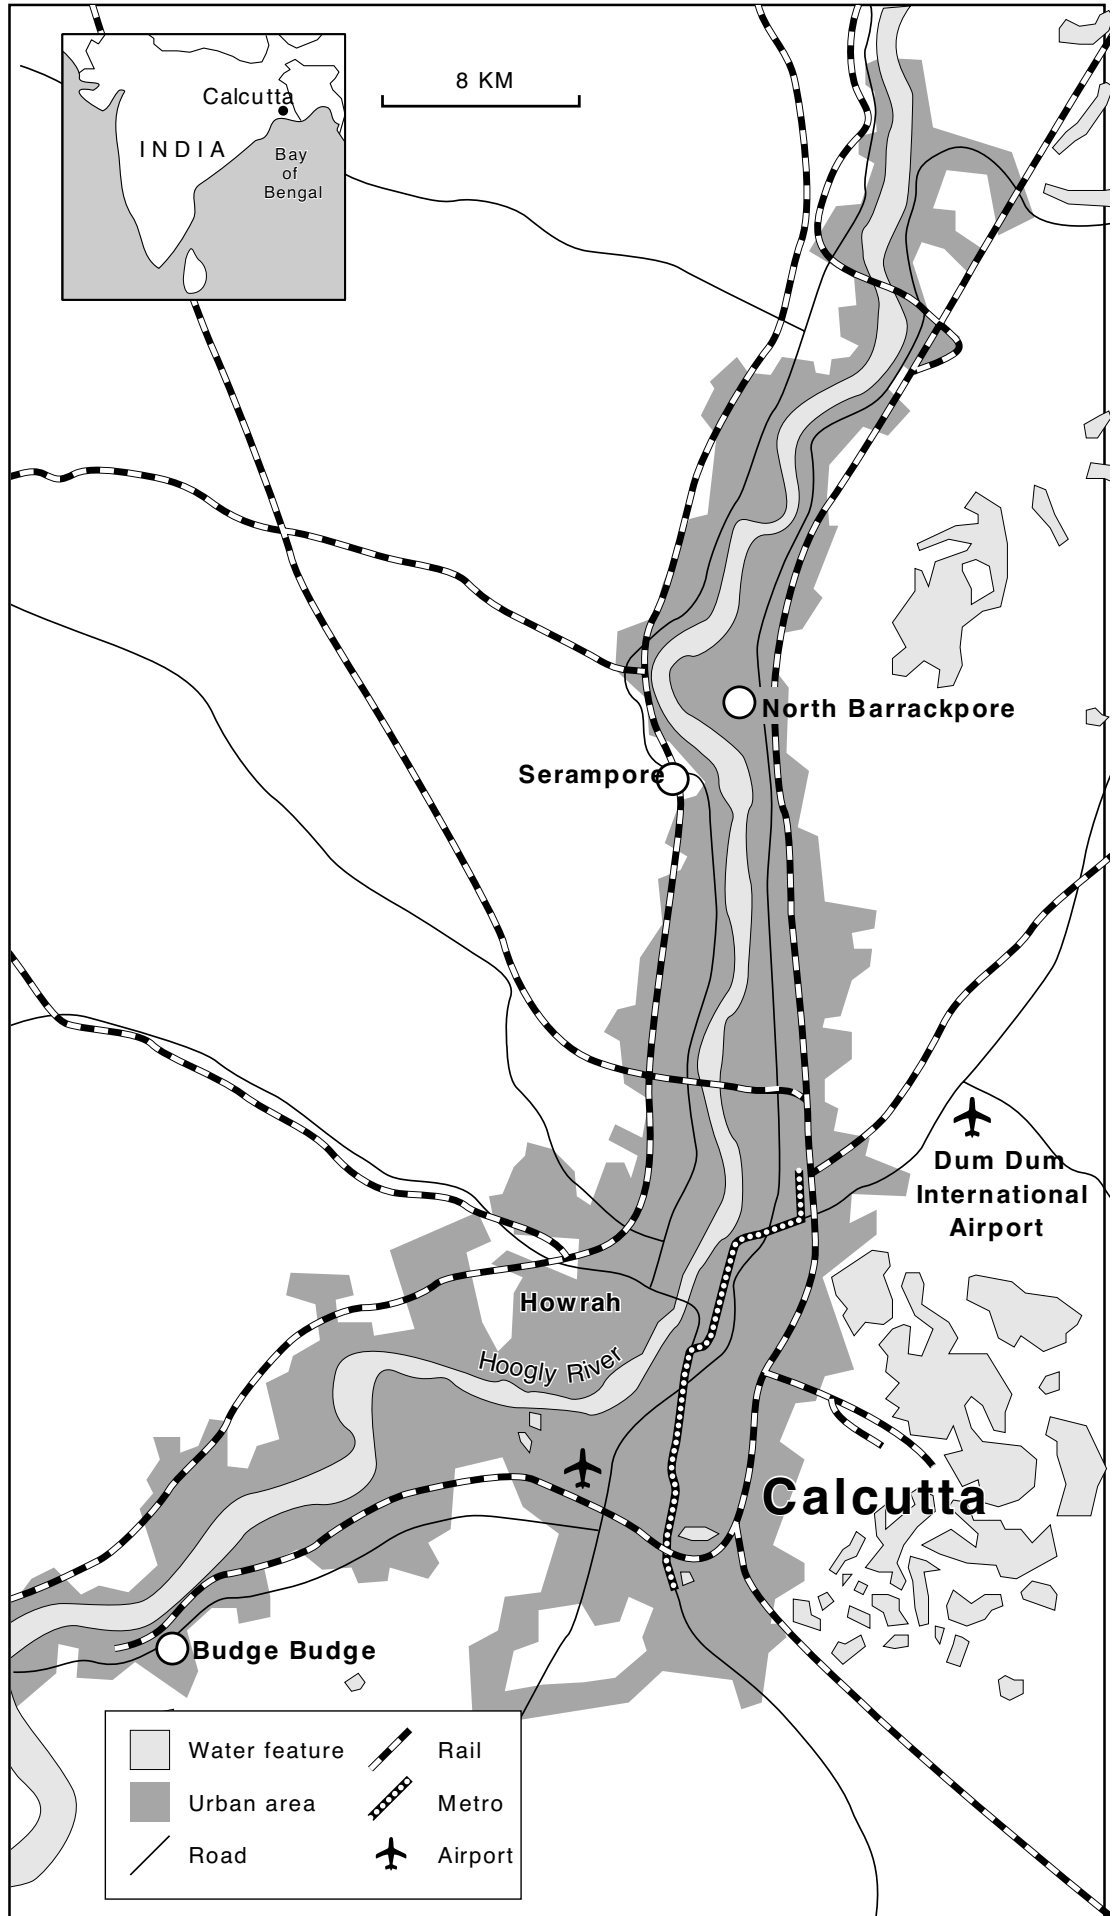 8 KM
Calcutta
INDIA
Bay
of
Bengal
North Barrackpore
Serampore
Dum Dum
International
Airport
Howrah
Hoogly River
Calcutta
Budge Budge
Water feature
Rail
Urban area
Metro
Road
Airport